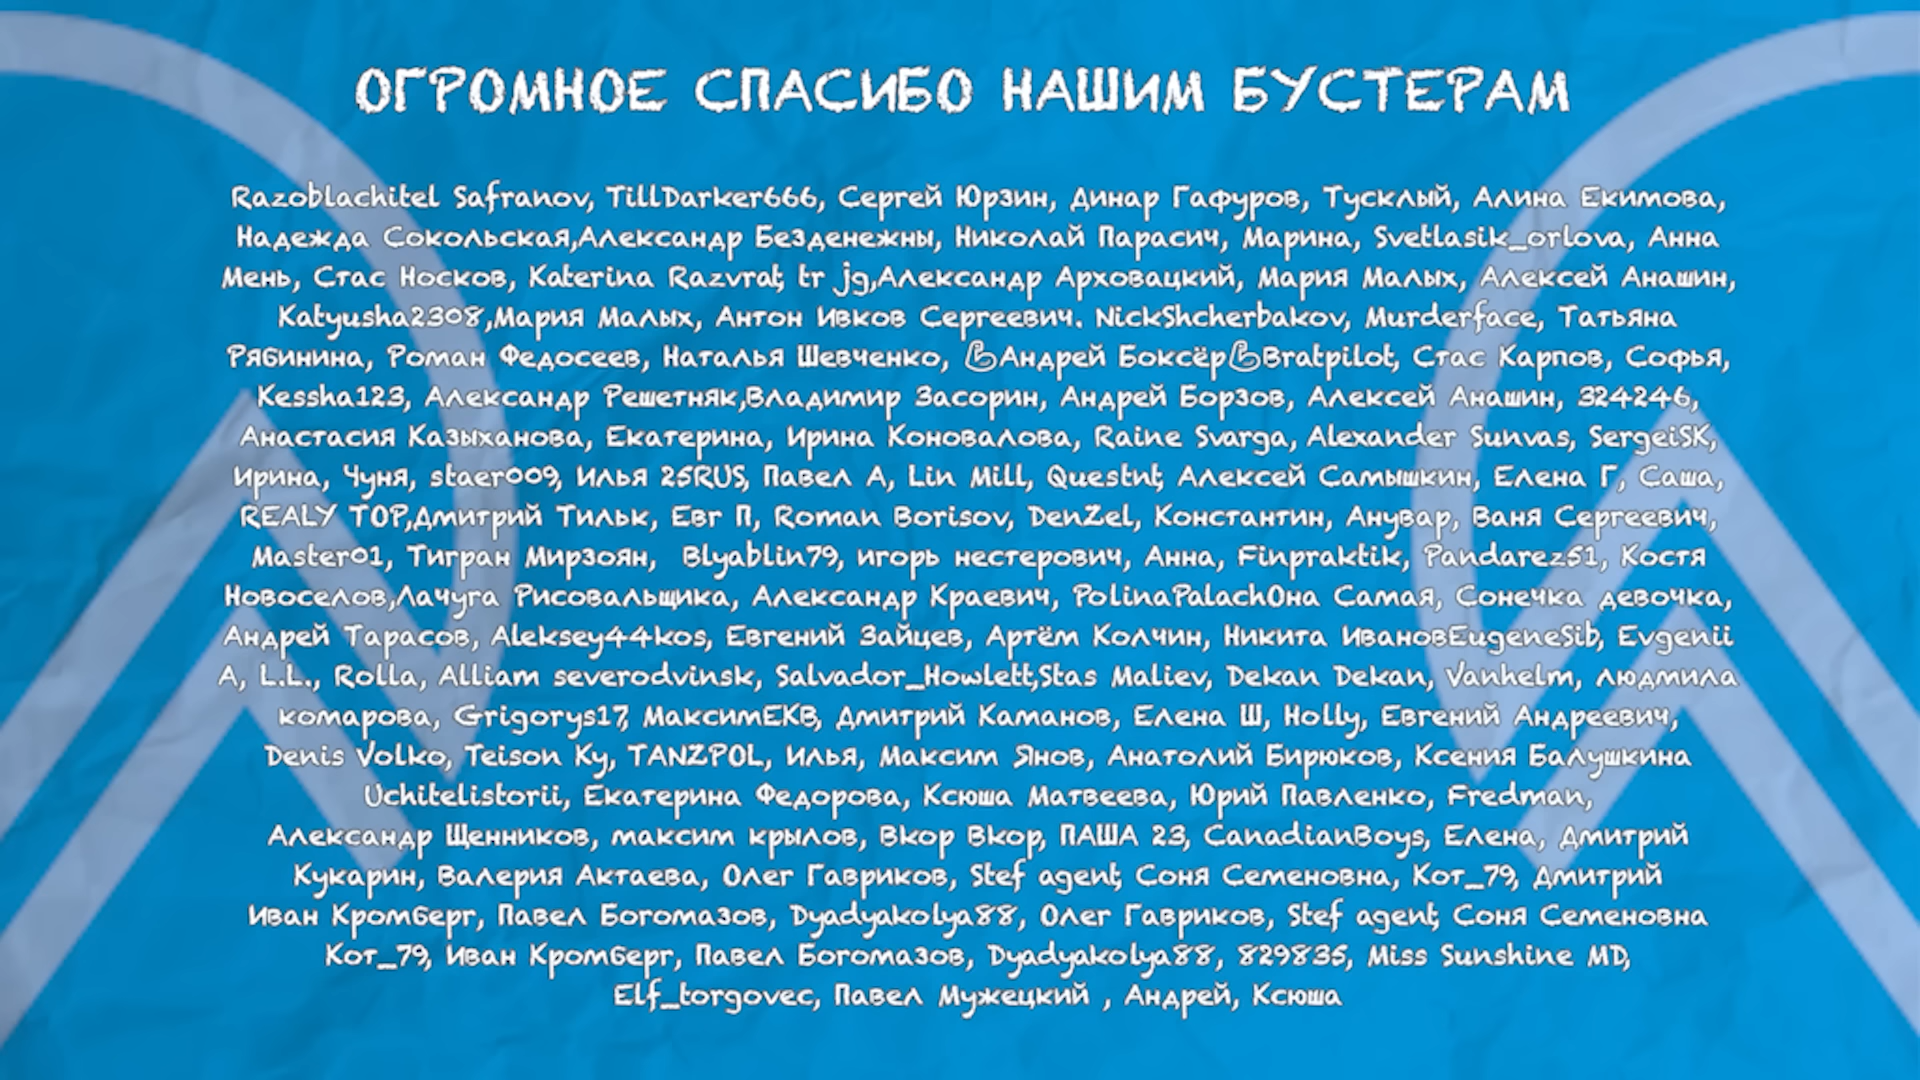 ОГРОМНОЕ СПАСИБО НАШИМ БУСТЕРАМ
Razoblachitel Safranov, TillDarker666, Сергей Юрзин, Динар Гафуров, Тусклый, Алина Екимова,
Надежда Сокольская,Александр Безденежны, Николай Парасич, Марина, Svetlasik_orlova, Анна
Мень, Стас Носков, Katerina Razvrat, tr jg,Александр Арховацкий, Мария Малых, Алексей Анашин,
Katyusha2308,Мария Малых, Антон Ивков Сергеевич. NickShcherbakov, Murderface, Татьяна
Рябинина, Роман Федосеев, Наталья Шевченко, 💪Андрей Боксёр💪Bratpilot, Стас Карпов, Софья,
Kessha123, Александр Решетняк,Владимир Засорин, Андрей Борзов, Алексей Анашин, 324246,
Анастасия Казыханова, Екатерина, Ирина Коновалова, Raine Svarga, Alexander Sunvas, SergeiSK,
Ирина, Чуня, staer009, Илья 25RUS, Павел А, Lin Mill, Questnt, Алексей Самышкин, Елена Г, Саша,
REALY TOP,Дмитрий Тильк, Евг П, Roman Borisov, DenZel, Константин, Анувар, Ваня Сергеевич,
Master01, Тигран Мирзоян,  Blyablin79, игорь нестерович, Анна, Finpraktik, Pandarez51, Костя
Новоселов,Лачуга Рисовальщика, Александр Краевич, PolinaPalachОна Самая, Сонечка девочка,
Андрей Тарасов, Aleksey44kos, Евгений Зайцев, Артём Колчин, Никита ИвановEugeneSib, Evgenii
A, L.L., Rolla, Alliam severodvinsk, Salvador_Howlett,Stas Maliev, Dekan Dekan, Vanhelm, людмила
комарова, Grigorys17, МаксимЕКВ, Дмитрий Каманов, Елена Ш, Holly, Евгений Андреевич,
Denis Volko, Teison Ky, TANZPOL, Илья, Максим Янов, Анатолий Бирюков, Ксения Балушкина
Uchitelistorii, Екатерина Федорова, Ксюша Матвеева, Юрий Павленко, Fredman,
Александр Щенников, максим крылов, Вкор Вкор, ПАША 23, CanadianBoys, Елена, Дмитрий
Кукарин, Валерия Актаева, Олег Гавриков, Stef agent, Соня Семеновна, Кот_79, Дмитрий
Иван Кромберг, Павел Богомазов, Dyadyakolya88, Олег Гавриков, Stef agent, Соня Семеновна
Кот_79, Иван Кромберг, Павел Богомазов, Dyadyakolya88, 829835, Miss Sunshine MD,
Elf_torgovec, Павел Мужецкий , Андрей, Ксюша